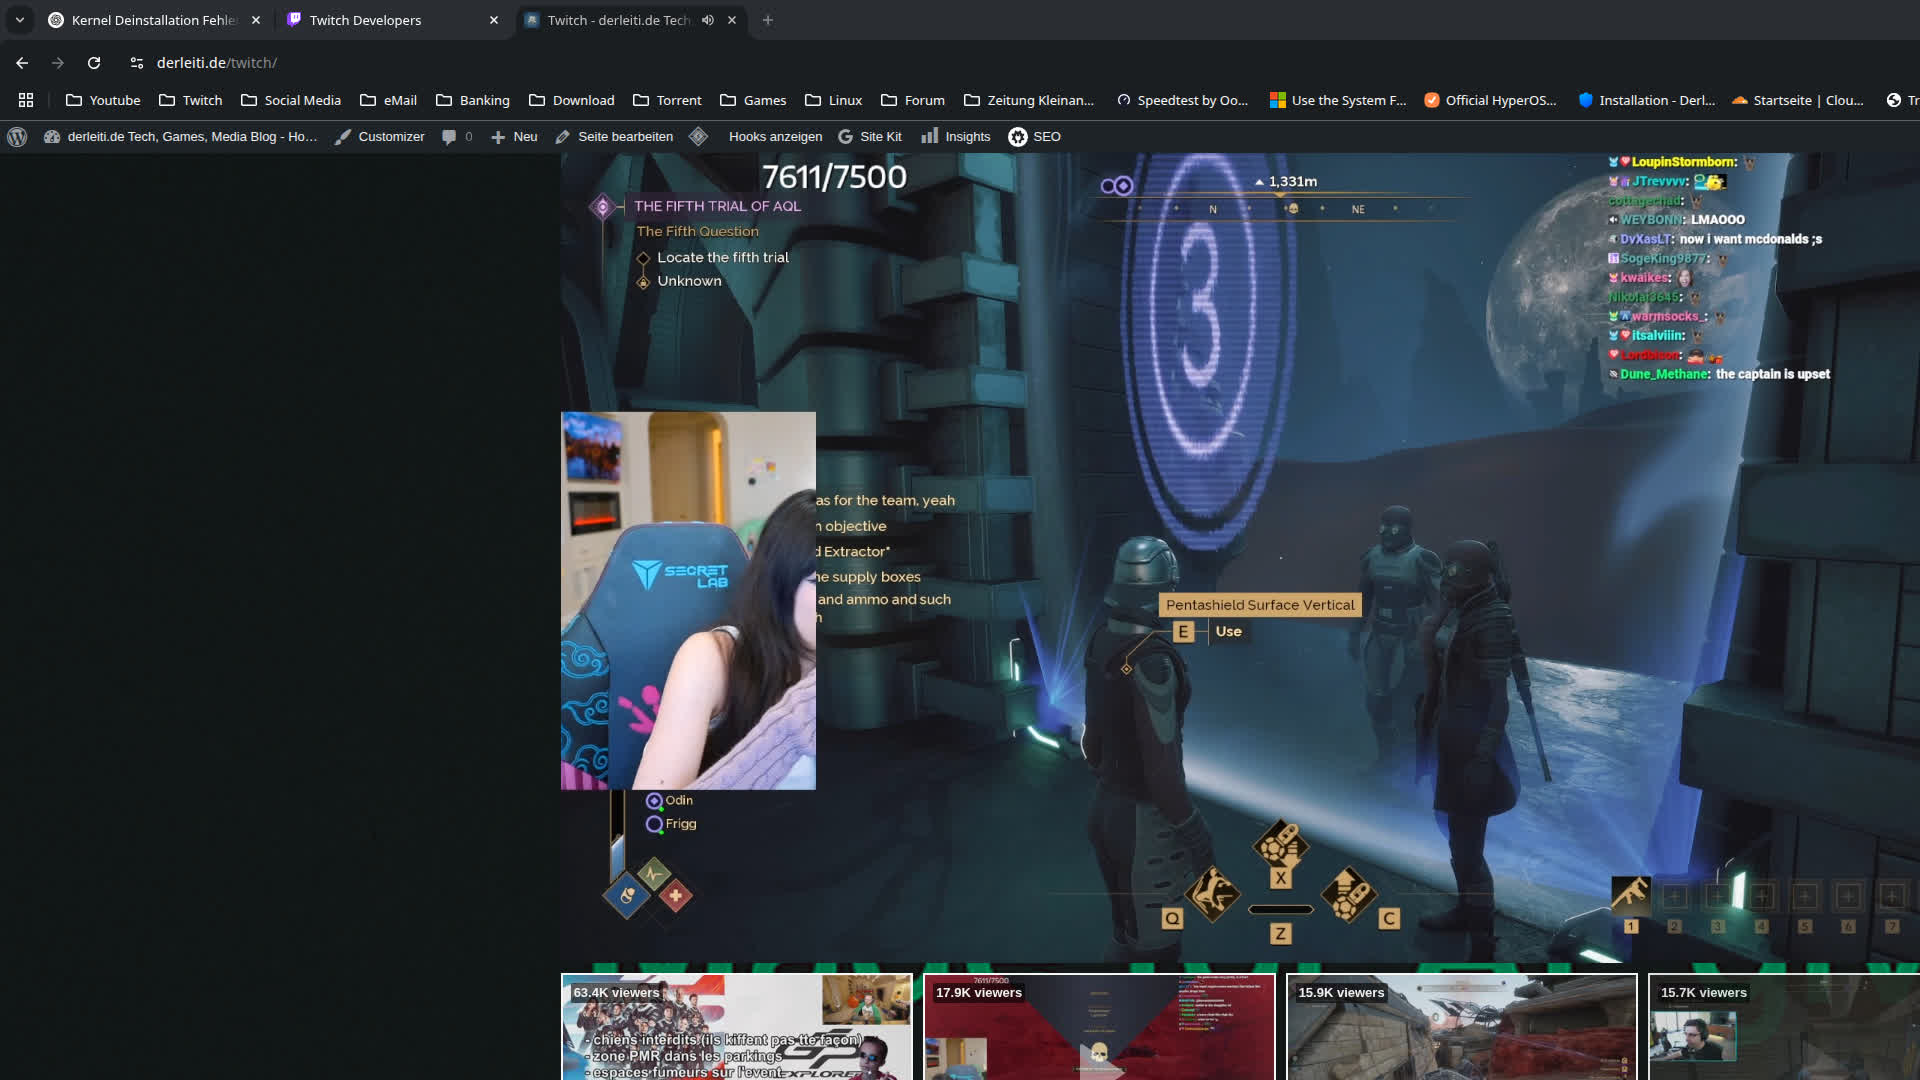 Kernel Deinstallation Fehle
Twitch Developers
Twitch - derleiti.de Tech
derleiti.de/twitch/
Youtube
Twitch
Social Media
eMail
Banking
Download
Torrent
Games
Linux
Forum
Zeitung Kleinan...
Speedtest by Oo...
Use the System F...
Official HyperOS...
Installation - Derl...
Startseite | Clou...
Tr
derleiti.de Tech, Games, Media Blog - Ho...
Customizer
0
Neu
Seite bearbeiten
Hooks anzeigen
Site Kit
Insights
SEO
7611/7500
THE FIFTH TRIAL OF AQL
The Fifth Question
Locate the fifth trial
Unknown
1,331m
N
NE
3
LoupinStormborn:
JTrevvvv:
cottagechad:
WEYBONN: LMAOOO
DvXasLT: now i want mcdonalds ;s
SogeKing9877:
kwaikes:
Nikolai3645:
warmsocks_:
itsalviiin:
Lordbison:
Dune_Methane: the captain is upset
as for the team, yeah
n objective
d Extractor*
he supply boxes
and ammo and such
h
SECRET
LAB
Pentashield Surface Vertical
E
Use
Odin
Frigg
X
Q
C
Z
1
2
3
4
5
6
7
63.4K viewers
- chiens interdits (ils kiffent pas tte façon)
- zone PMR dans les parkings
- espaces fumeurs sur l'event
GP
EXPLORER
17.9K viewers
7611/7500
15.9K viewers
15.7K viewers